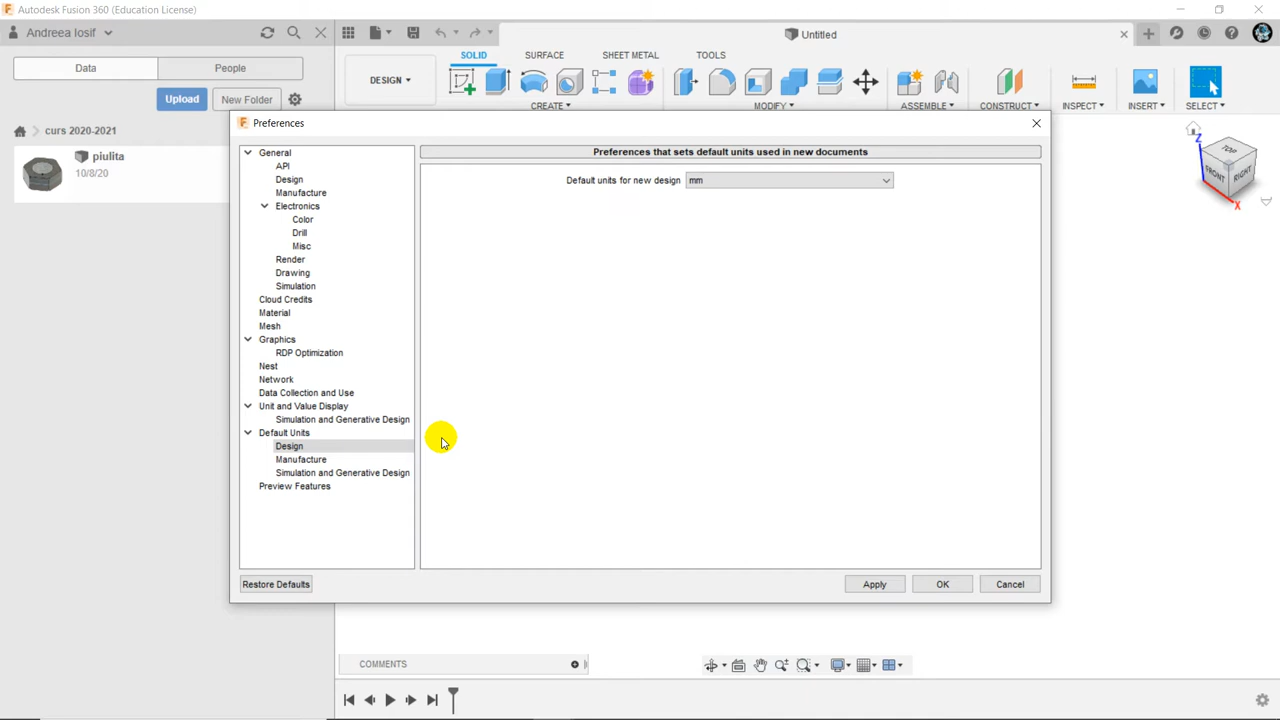 Autodesk Fusion 360 (Education License)
Andreea Iosif
Untitled
Data
People
DESIGN
SOLID
SURFACE
SHEET METAL
TOOLS
CREATE
MODIFY
ASSEMBLE
CONSTRUCT
INSPECT
INSERT
SELECT
Upload
New Folder
curs 2020-2021
piulita
10/8/20
Preferences
General
API
Design
Manufacture
Electronics
Color
Drill
Misc
Render
Drawing
Simulation
Cloud Credits
Material
Mesh
Graphics
RDP Optimization
Nest
Network
Data Collection and Use
Unit and Value Display
Simulation and Generative Design
Default Units
Design
Manufacture
Simulation and Generative Design
Preview Features
Preferences that sets default units used in new documents
Default units for new design mm
Restore Defaults
Apply
OK
Cancel
Z
TOP
FRONT
RIGHT
X
COMMENTS